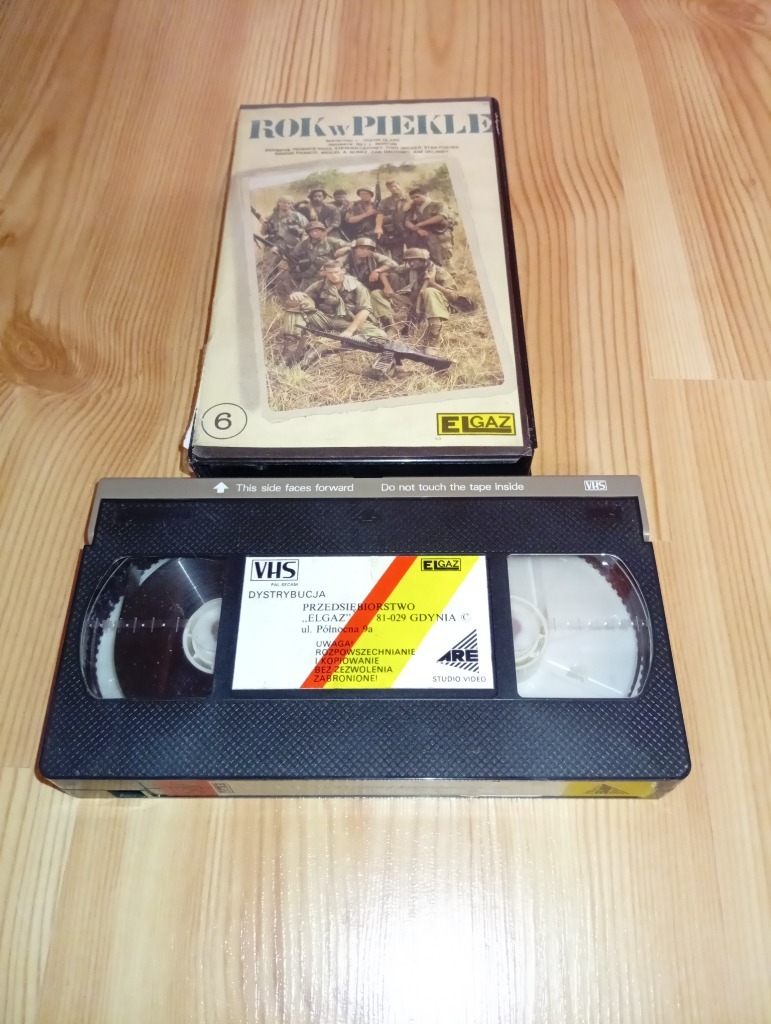 ROK w PIEKLE
6
ELGAZ
This side faces forward
Do not touch the tape inside
VHS
VHS
PAL SECAM
ELGAZ
DYSTRYBUCJA
PRZEDSIĘBIORSTWO
„ELGAZ” 81-029 GDYNIA ©
ul. Północna 9a
UWAGA!
ROZPOWSZECHNIANIE
I KOPIOWANIE
BEZ ZEZWOLENIA
ZABRONIONE!
ARE
STUDIO VIDEO